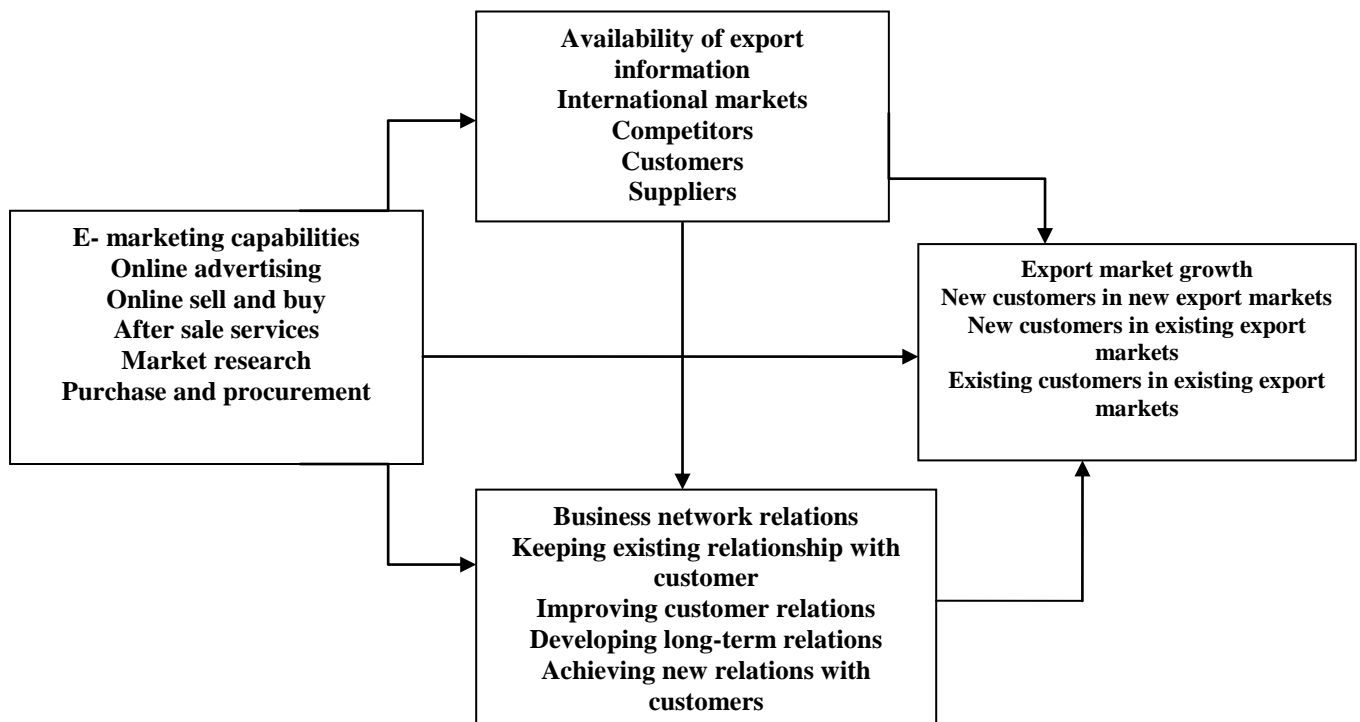 Availability of export
information
International markets
Competitors
Customers
Suppliers
E- marketing capabilities
Online advertising
Online sell and buy
After sale services
Market research
Purchase and procurement
Export market growth
New customers in new export markets
New customers in existing export
markets
Existing customers in existing export
markets
Business network relations
Keeping existing relationship with
customer
Improving customer relations
Developing long-term relations
Achieving new relations with
customers